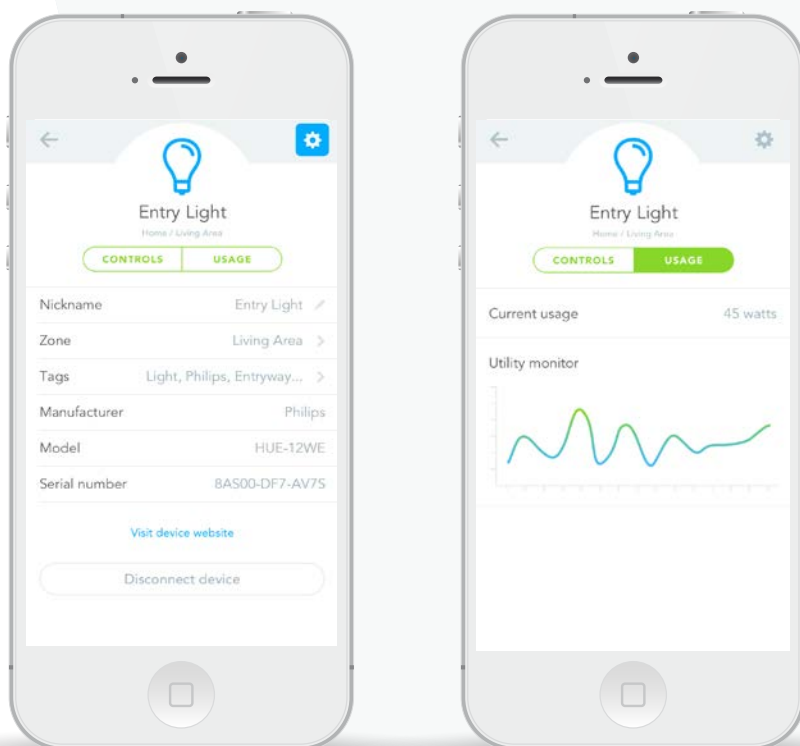 Entry Light
Home / Living Area
CONTROLS USAGE
Nickname Entry Light
Zone Living Area
Tags Light, Philips, Entryway...
Manufacturer Philips
Model HUE-12WE
Serial number 8AS00-DF7-AV7S
Visit device website
Disconnect device
Entry Light
Home / Living Area
CONTROLS USAGE
Current usage 45 watts
Utility monitor